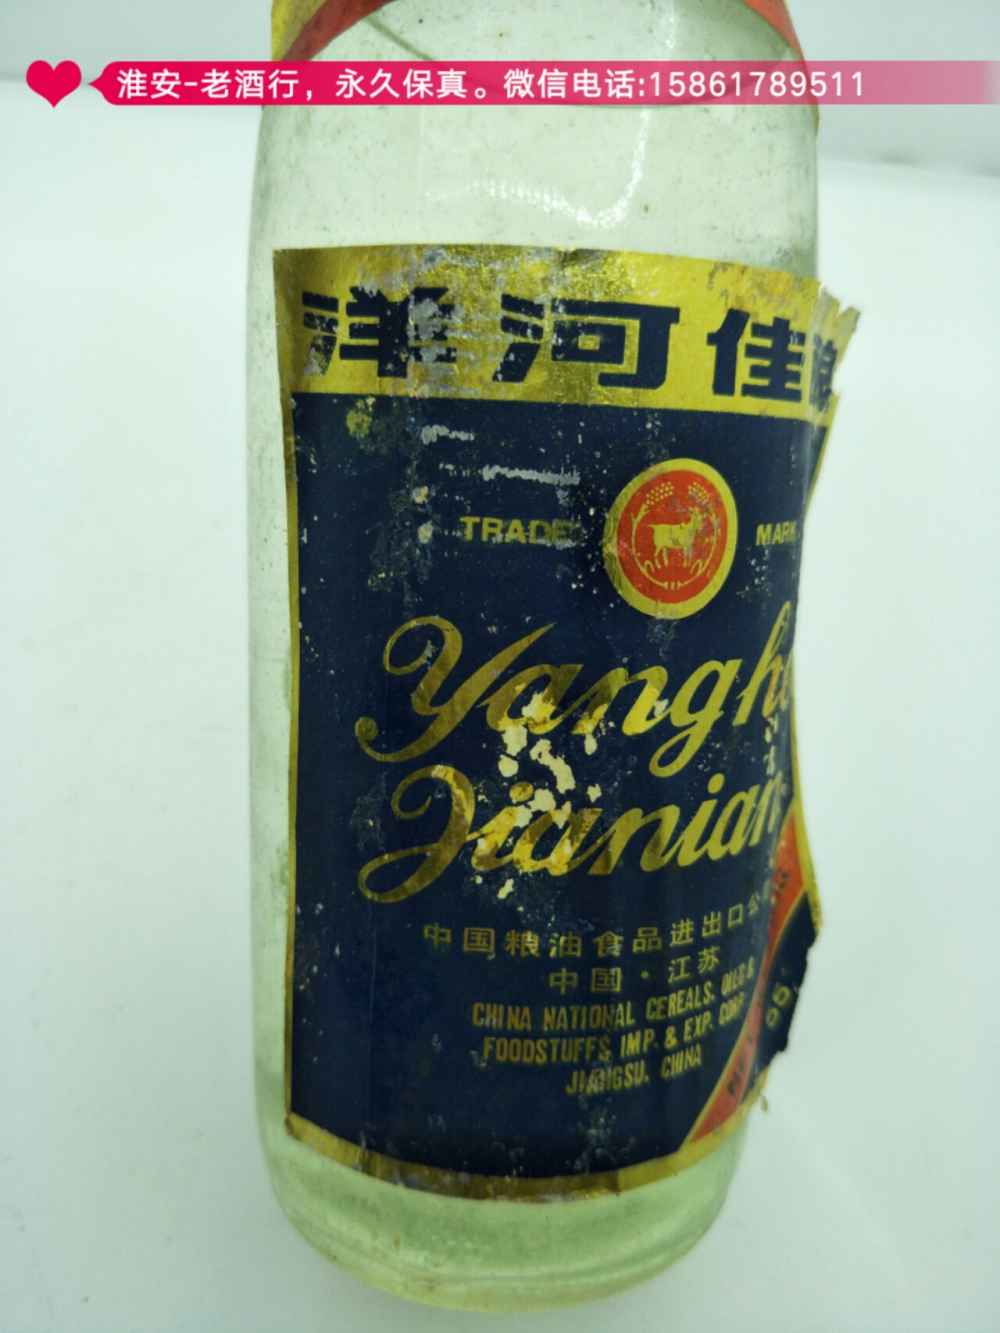 淮安-老酒行，永久保真。微信电话:15861789511
洋河佳
TRADE MARK
Yangh
Jianian
中国粮油食品进出口公
中国·江苏
CHINA NATIONAL CEREALS, OILS &
FOODSTUFFS IMP. & EXP. CORP.
JIANGSU, CHINA